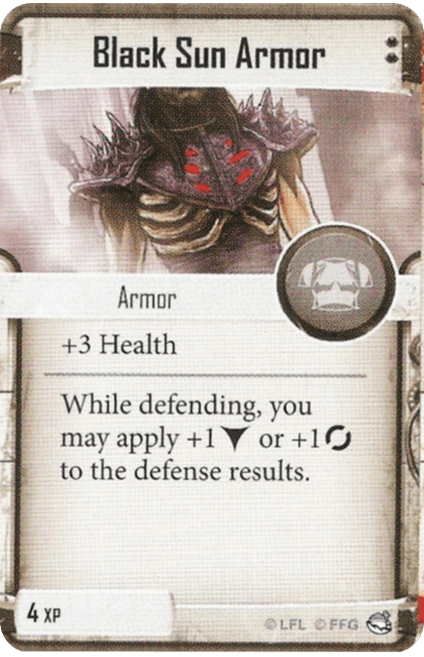 Black Sun Armor
Armor
+3 Health
While defending, you
may apply +1 or +1
to the defense results.
4 XP
© LFL © FFG